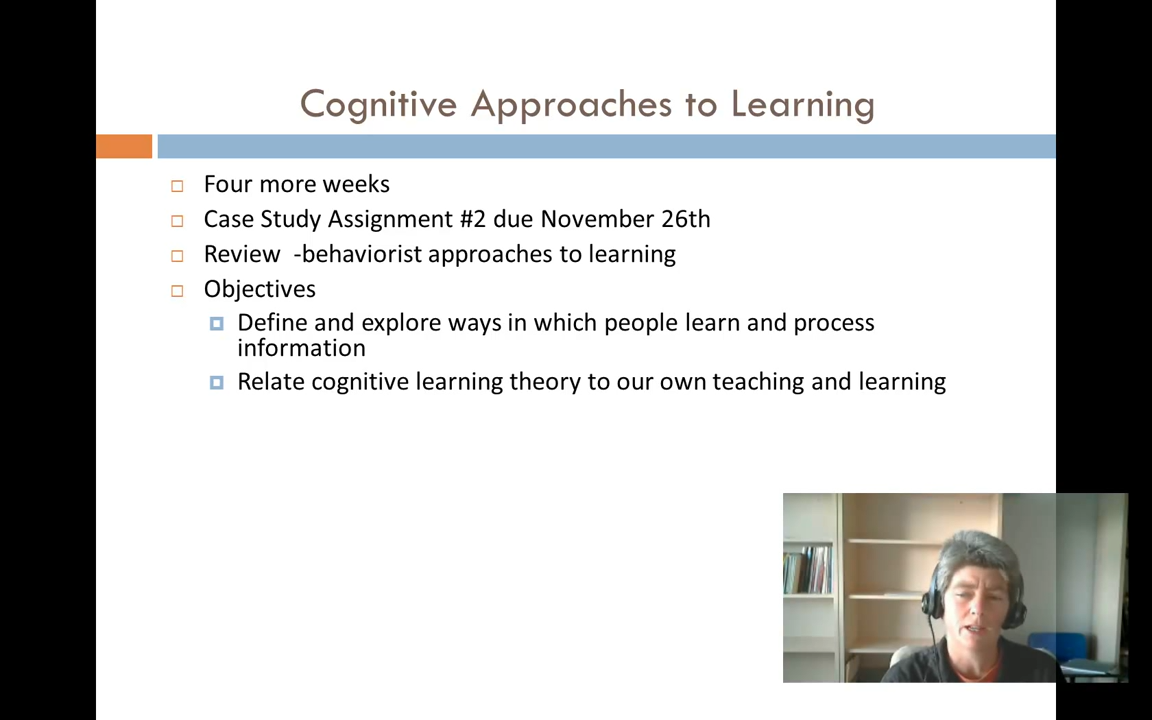 Cognitive Approaches to Learning
Four more weeks
Case Study Assignment #2 due November 26th
Review  -behaviorist approaches to learning
Objectives
Define and explore ways in which people learn and process
information
Relate cognitive learning theory to our own teaching and learning